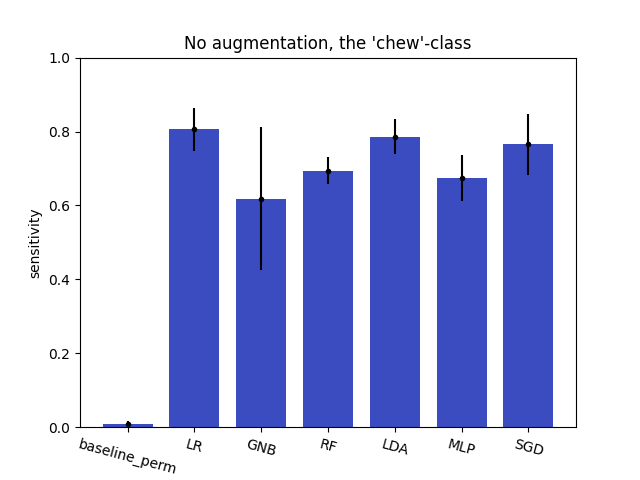 No augmentation, the 'chew'-class
1.0
0.8
0.6
0.4
0.2
0.0
sensitivity
baseline_perm LR GNB RF LDA MLP SGD